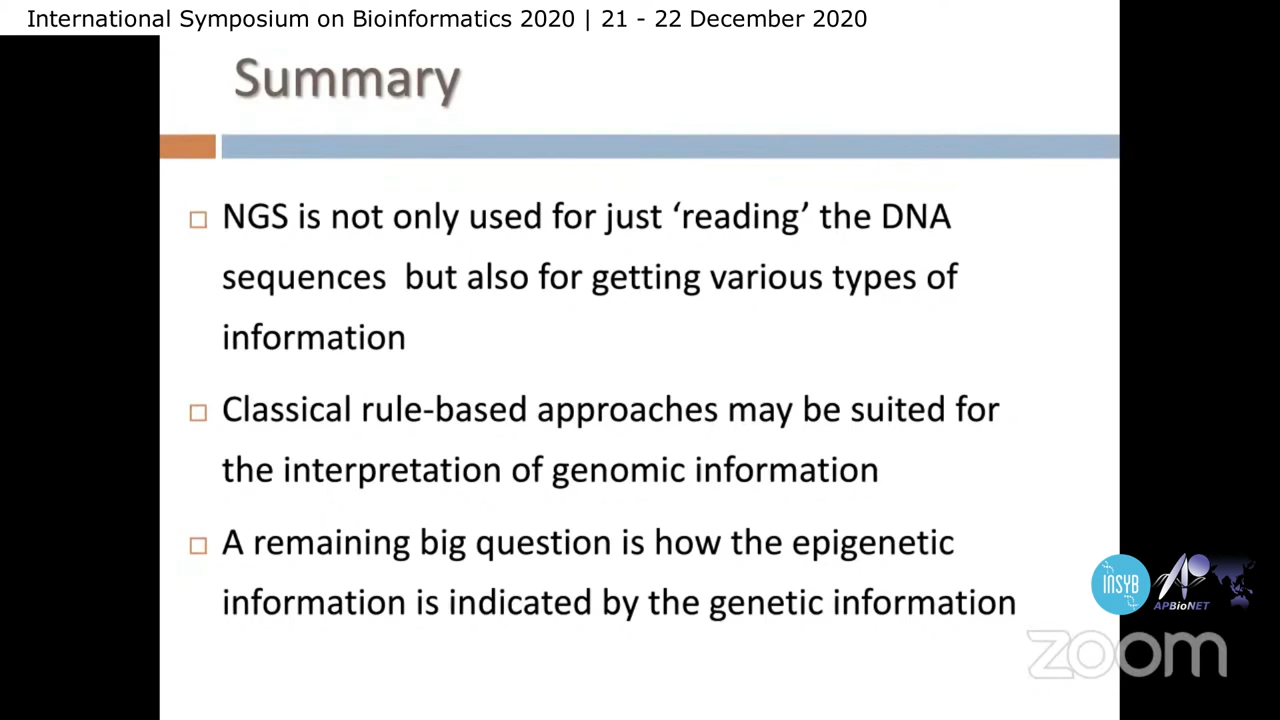 International Symposium on Bioinformatics 2020 | 21 - 22 December 2020
Summary
NGS is not only used for just ‘reading’ the DNA
sequences but also for getting various types of
information
Classical rule-based approaches may be suited for
the interpretation of genomic information
A remaining big question is how the epigenetic
information is indicated by the genetic information
INSYB
APBioNET
zoom